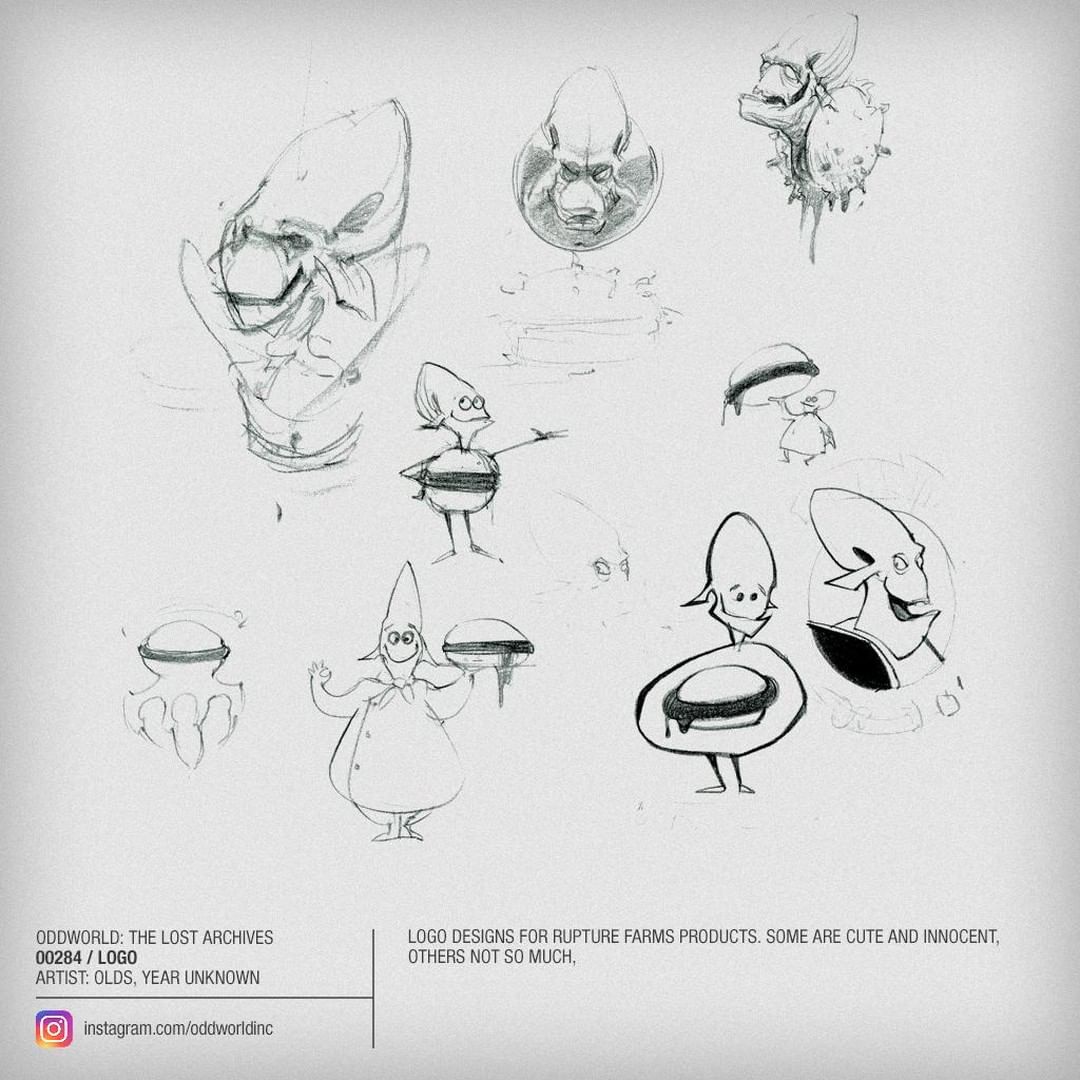 ODDWORLD: THE LOST ARCHIVES
00284 / LOGO
ARTIST: OLDS, YEAR UNKNOWN
instagram.com/oddworldinc
LOGO DESIGNS FOR RUPTURE FARMS PRODUCTS. SOME ARE CUTE AND INNOCENT,
OTHERS NOT SO MUCH,